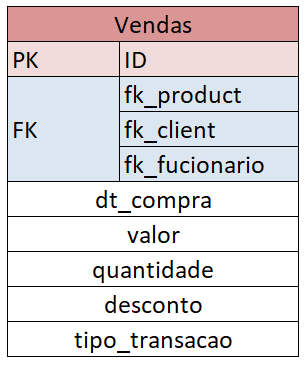 Vendas
PK ID
fk_product
FK fk_client
fk_fucionario
dt_compra
valor
quantidade
desconto
tipo_transacao